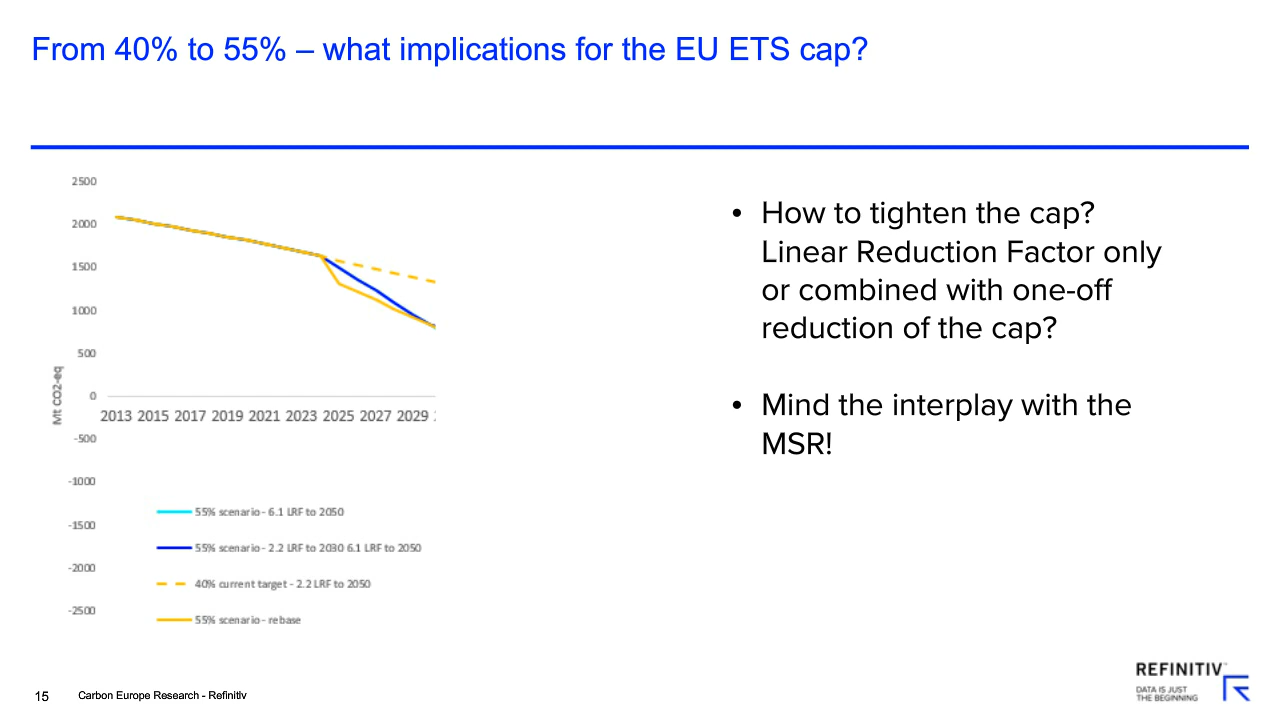 From 40% to 55% – what implications for the EU ETS cap?
2500
2000
1500
1000
500
0
-500
-1000
-1500
-2000
-2500
Mt CO2-eq
2013 2015 2017 2019 2021 2023 2025 2027 2029
55% scenario - 6.1 LRF to 2050
55% scenario - 2.2 LRF to 2030 6.1 LRF to 2050
40% current target - 2.2 LRF to 2050
55% scenario - rebase
• How to tighten the cap?
Linear Reduction Factor only
or combined with one-off
reduction of the cap?
• Mind the interplay with the
MSR!
15
Carbon Europe Research - Refinitiv
REFINITIV
DATA IS JUST
THE BEGINNING